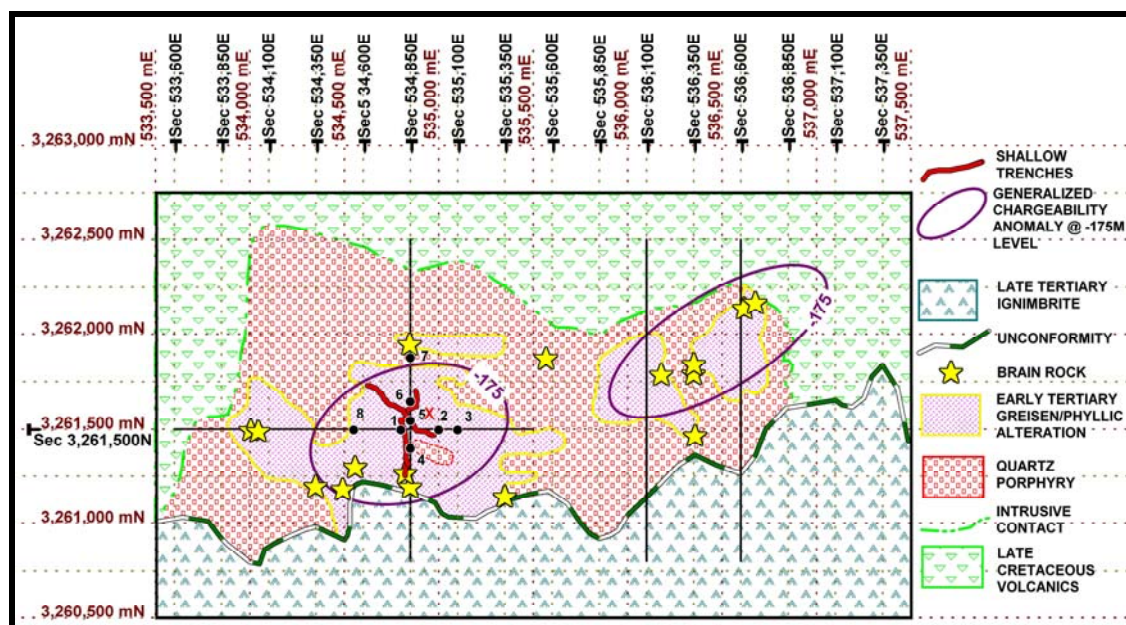 533,500 mE
Sec 533,600E
Sec 533,850E
534,000 mE
Sec 534,100E
Sec 534,350E
534,500 mE
Sec5 34,600E
Sec 534,850E
535,000 mE
Sec 535,100E
Sec 535,350E
535,500 mE
Sec 535,600E
Sec 535,850E
536,000 mE
Sec 536,100E
Sec 536,350E
536,500 mE
Sec 536,600E
Sec 536,850E
537,000 mE
Sec 537,100E
Sec 537,350E
537,500 mE
3,263,000 mN
3,262,500 mN
3,262,000 mN
3,261,500 mN
Sec 3,261,500N
3,261,000 mN
3,260,500 mN
-175
-175
7
6
8
1
5X
2
3
4
SHALLOW
TRENCHES
GENERALIZED
CHARGEABILITY
ANOMALY @ -175M
LEVEL
LATE TERTIARY
IGNIMBRITE
UNCONFORMITY
BRAIN ROCK
EARLY TERTIARY
GREISEN/PHYLLIC
ALTERATION
QUARTZ
PORPHYRY
INTRUSIVE
CONTACT
LATE
CRETACEOUS
VOLCANICS